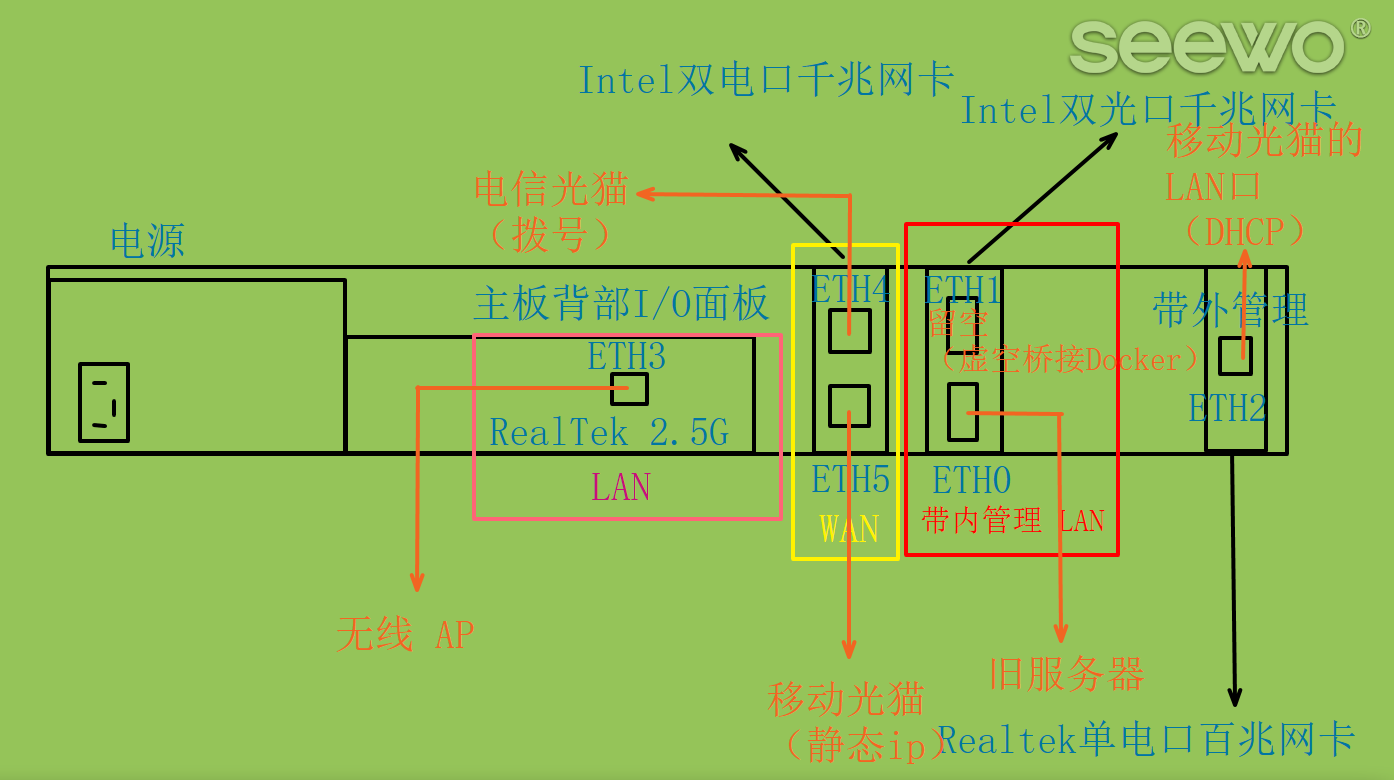 seewo®
Intel双电口千兆网卡
Intel双光口千兆网卡
移动光猫的
LAN口
（DHCP）
电信光猫
（拨号）
电源
主板背部I/O面板
ETH4
ETH1
留空
（虚空桥接Docker）
带外管理
ETH3
ETH2
RealTek 2.5G
LAN
ETH5
WAN
ETH0
带内管理 LAN
无线 AP
旧服务器
移动光猫
（静态ip）
Realtek单电口百兆网卡